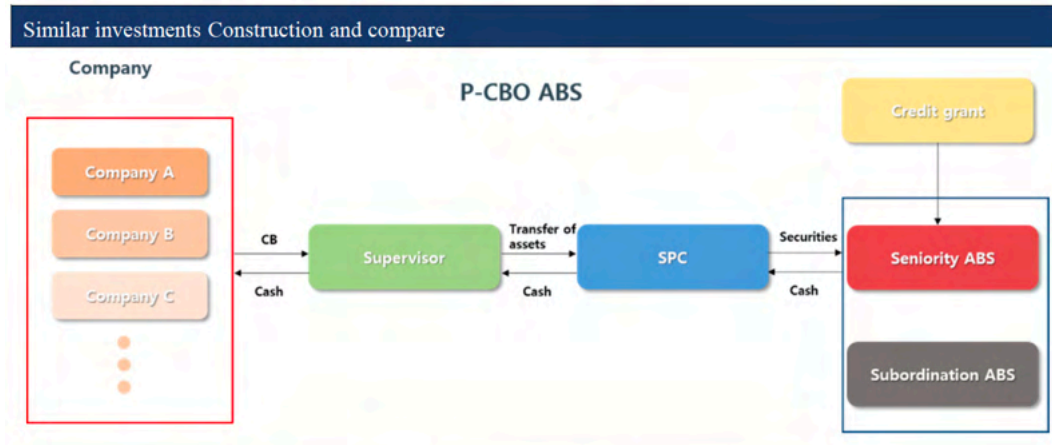 Similar investments Construction and compare
Company
P-CBO ABS
Credit grant
Company A
Company B
Company C
CB
Cash
Supervisor
Transfer of
assets
Cash
SPC
Securities
Cash
Seniority ABS
Subordination ABS